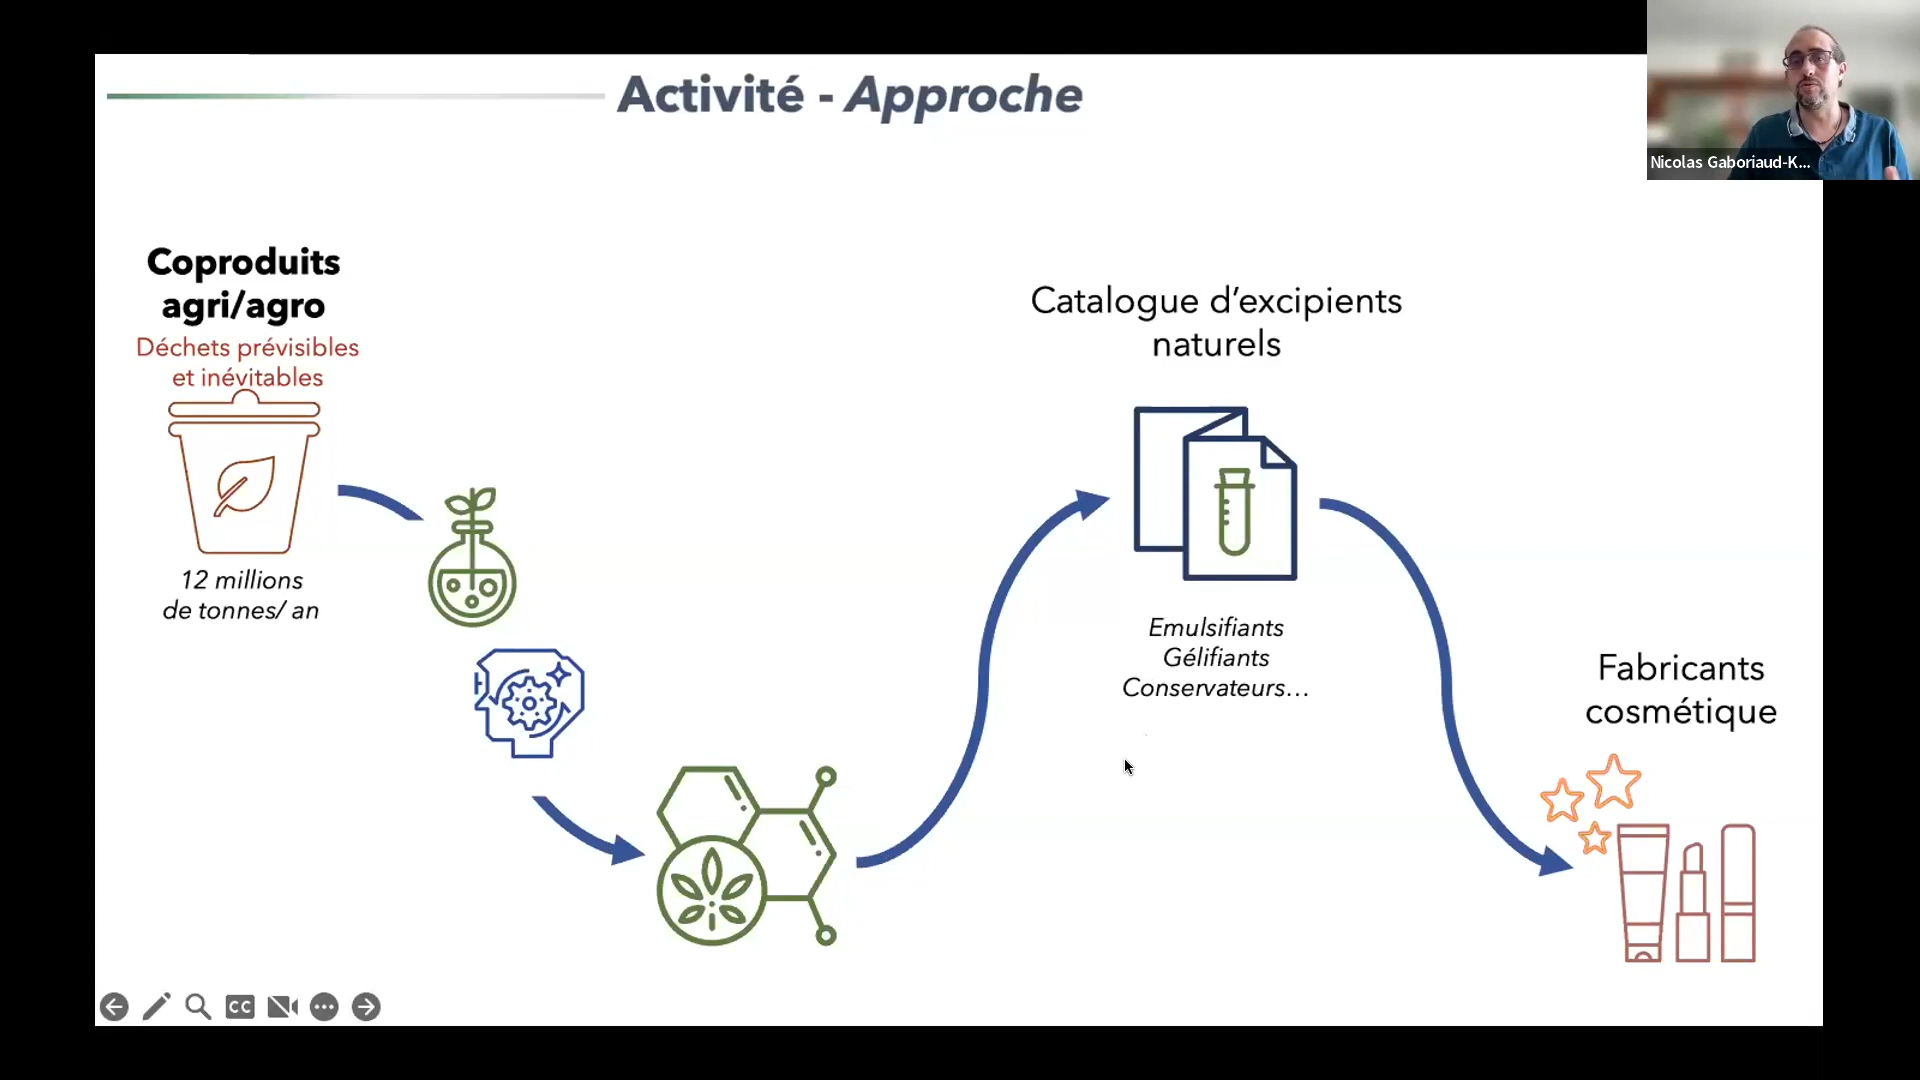 Activité - Approche
Nicolas Gaboriaud-K...
Coproduits
agri/agro
Déchets prévisibles
et inévitables
12 millions
de tonnes/ an
Catalogue d’excipients
naturels
Emulsifiants
Gélifiants
Conservateurs...
Fabricants
cosmétique
CC